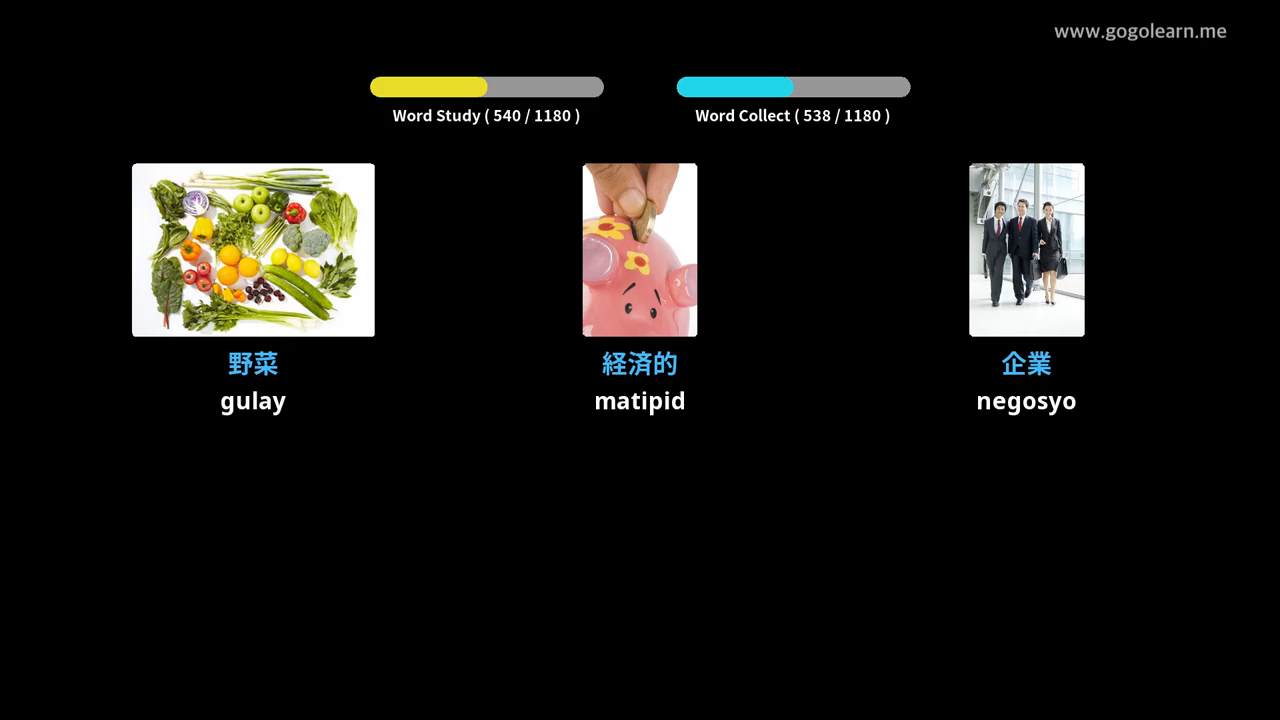 www.gogolearn.me
Word Study ( 540 / 1180 )
Word Collect ( 538 / 1180 )
野菜
gulay
経済的
matipid
企業
negosyo